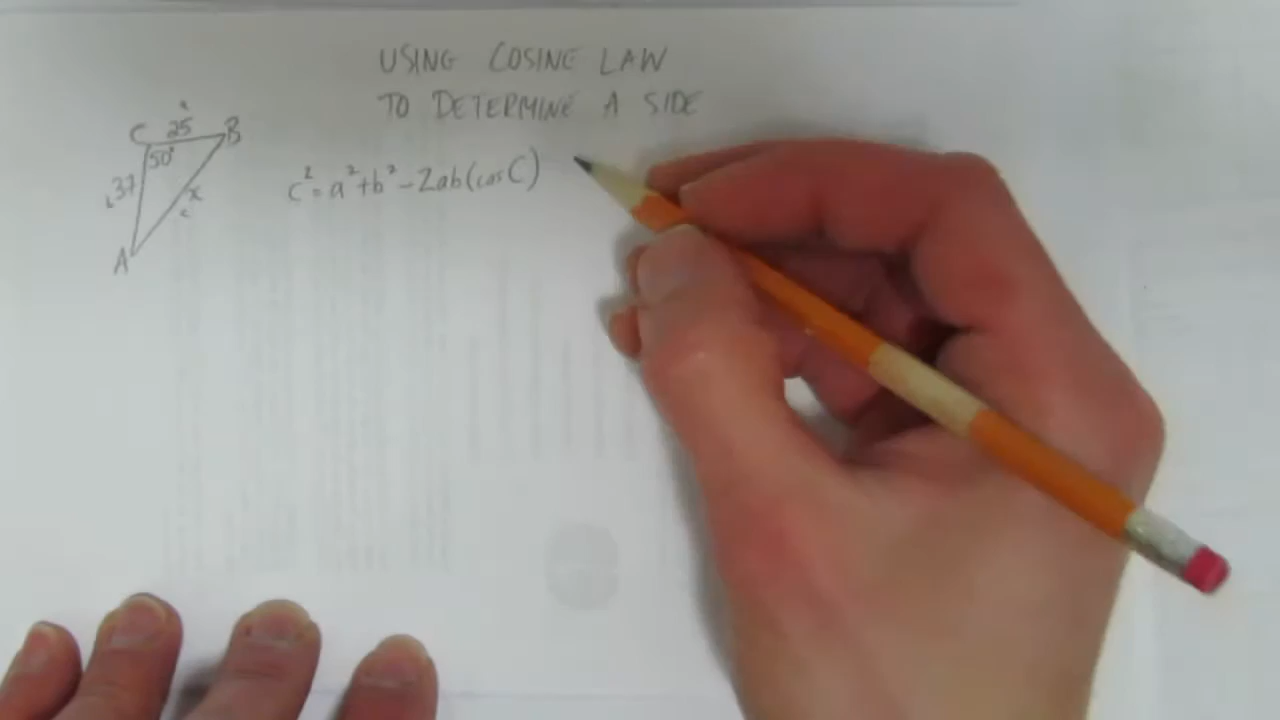 USING COSINE LAW
TO DETERMINE A SIDE
a
C 25 B
50°
b 37
x
c
A
c² = a² + b² - 2ab(cos C)